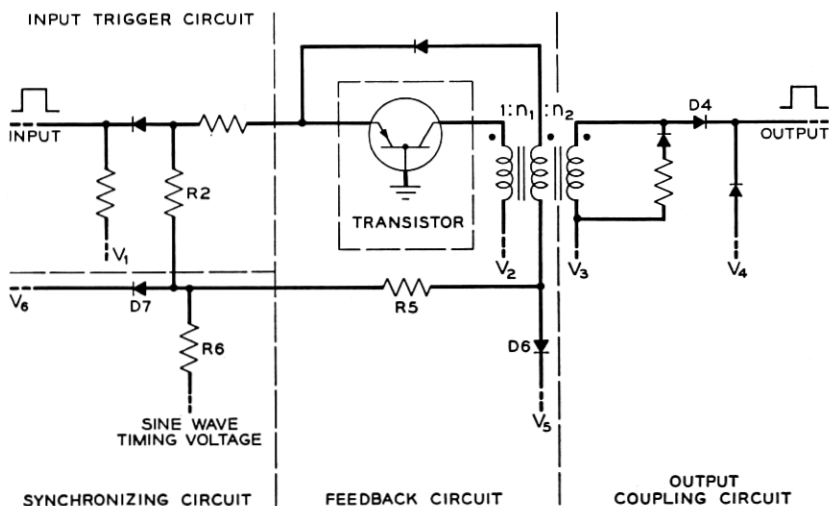 INPUT TRIGGER CIRCUIT
INPUT
R2
V1
TRANSISTOR
1:n1
:n2
D4
OUTPUT
V2
V3
V4
V6
D7
R6
R5
D6
V5
SINE WAVE
TIMING VOLTAGE
SYNCHRONIZING CIRCUIT
FEEDBACK CIRCUIT
OUTPUT
COUPLING CIRCUIT